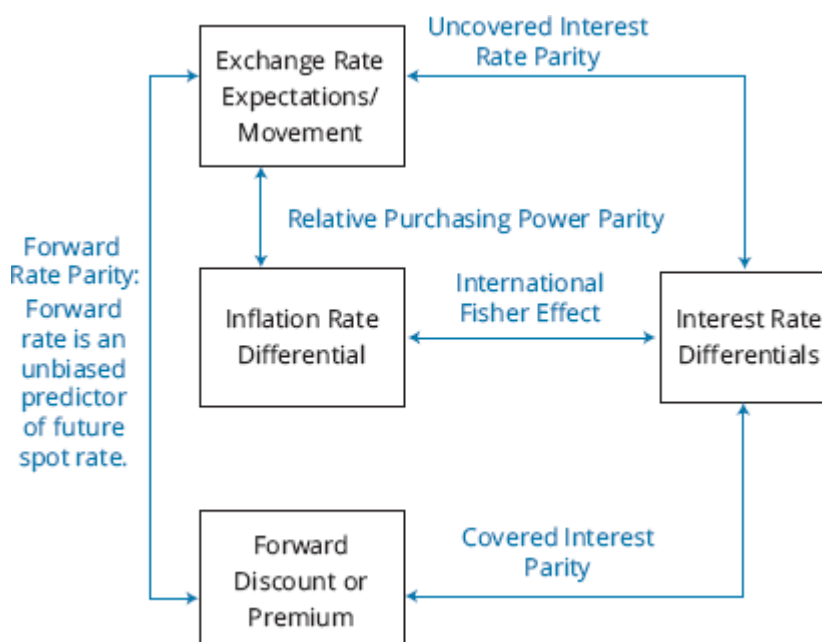 Uncovered Interest
Rate Parity
Exchange Rate
Expectations/
Movement
Relative Purchasing Power Parity
Forward
Rate Parity:
Forward
rate is an
unbiased
predictor
of future
spot rate.
International
Fisher Effect
Inflation Rate
Differential
Interest Rate
Differentials
Covered Interest
Parity
Forward
Discount or
Premium